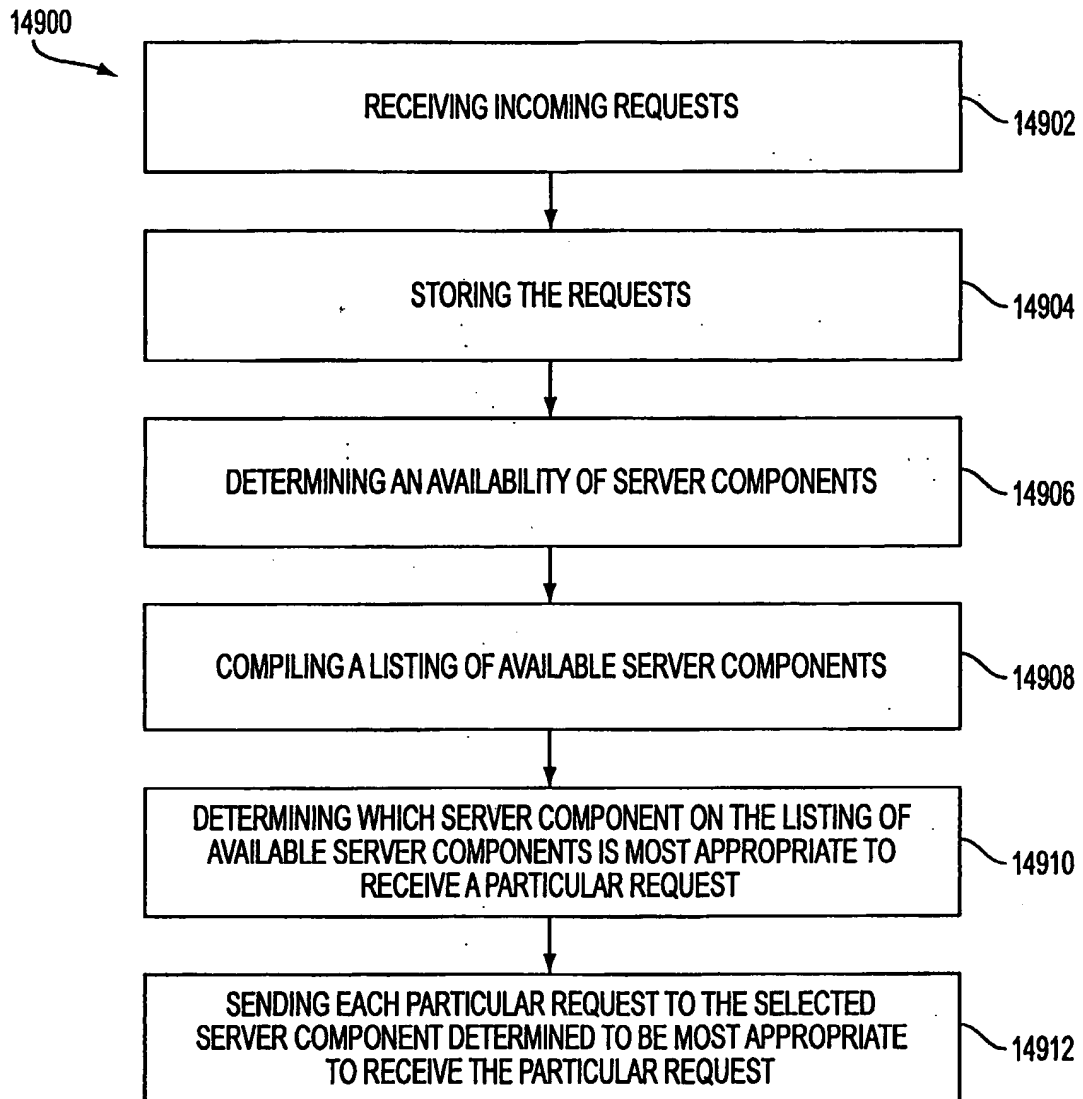 14900
RECEIVING INCOMING REQUESTS
14902
STORING THE REQUESTS
14904
DETERMINING AN AVAILABILITY OF SERVER COMPONENTS
14906
COMPILING A LISTING OF AVAILABLE SERVER COMPONENTS
14908
DETERMINING WHICH SERVER COMPONENT ON THE LISTING OF
AVAILABLE SERVER COMPONENTS IS MOST APPROPRIATE TO
RECEIVE A PARTICULAR REQUEST
14910
SENDING EACH PARTICULAR REQUEST TO THE SELECTED
SERVER COMPONENT DETERMINED TO BE MOST APPROPRIATE
TO RECEIVE THE PARTICULAR REQUEST
14912